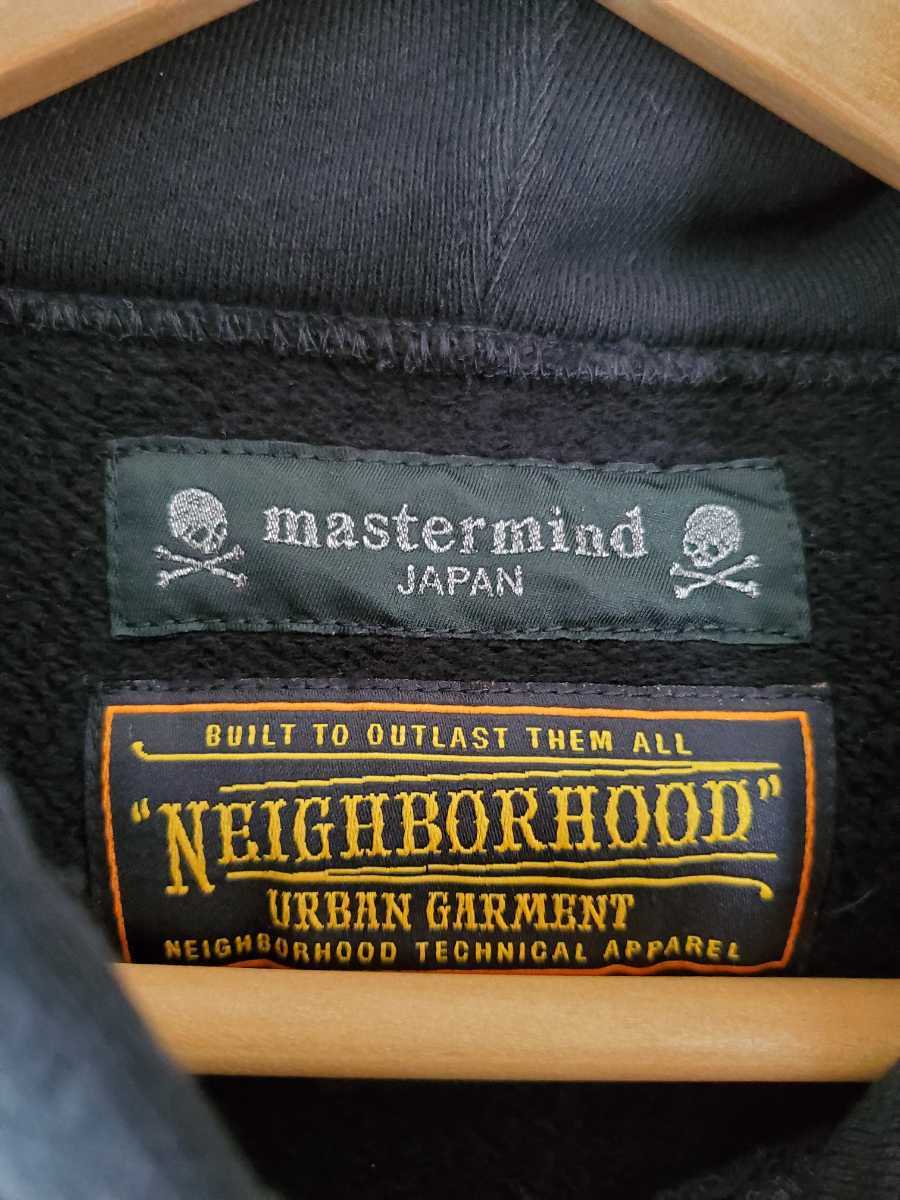 mastermind
JAPAN
BUILT TO OUTLAST THEM ALL
"NEIGHBORHOOD"
URBAN GARMENT
NEIGHBORHOOD TECHNICAL APPAREL